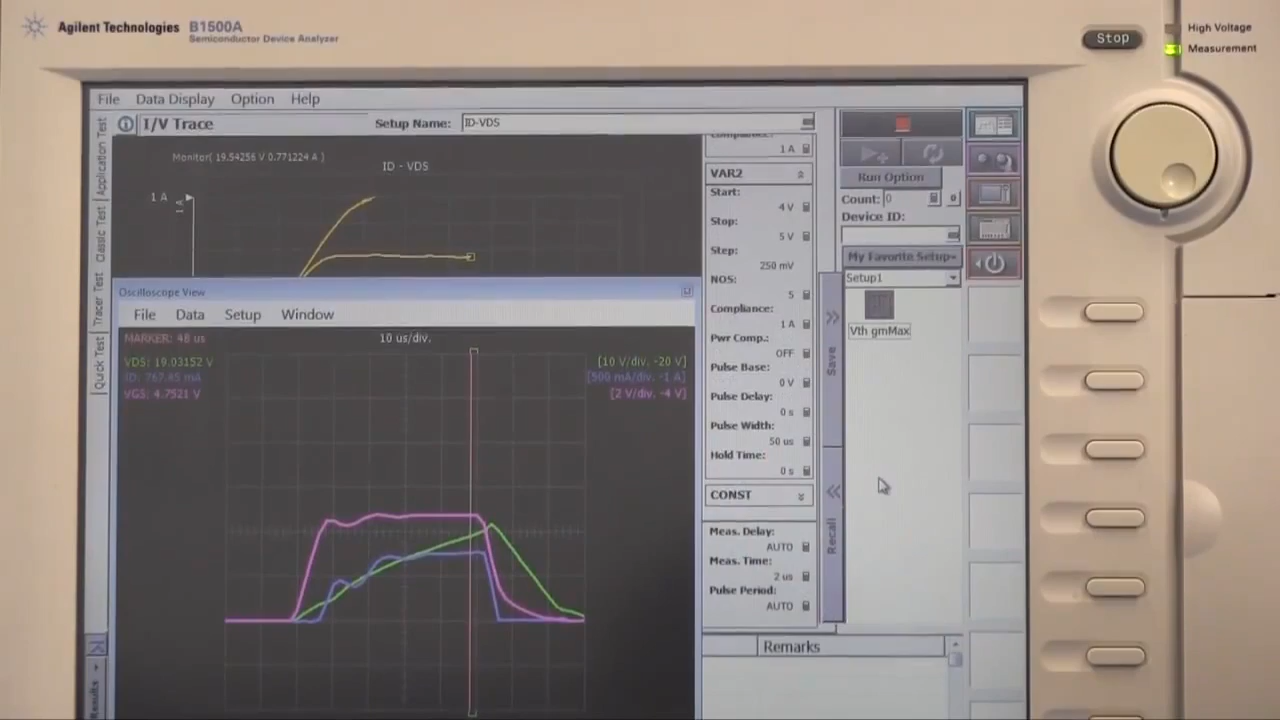 Agilent Technologies B1500A
Semiconductor Device Analyzer
Stop
High Voltage
Measurement
File Data Display Option Help
I/V Trace
Setup Name: ID-VDS
Application Test
Classic Test
Tracer Test
Quick Test
Results
Monitor( 19.54256 V 0.771224 A )
ID - VDS
1 A
1 A
Oscilloscope View
File Data Setup Window
MARKER: 48 us
10 us/div.
VDS: 19.03152 V
[10 V/div. -20 V]
ID: 767.45 mA
[500 mA/div. -1 A]
VGS: 4.7521 V
[2 V/div. -4 V]
1 A
VAR2
Start:
4 V
Stop:
5 V
Step:
250 mV
NOS:
5
Compliance:
1 A
Pwr Comp.:
OFF
Pulse Base:
0 V
Pulse Delay:
0 s
Pulse Width:
50 us
Hold Time:
0 s
CONST
Meas. Delay:
AUTO
Meas. Time:
2 us
Pulse Period:
AUTO
Save
Recall
Run Option
Count: 0
Device ID:
My Favorite Setup
Setup1
Vth gmMax
Remarks